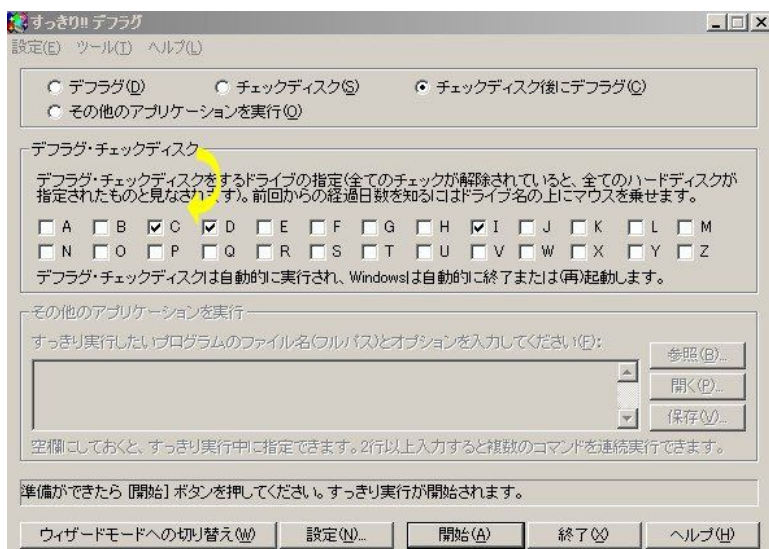 すっきり!! デフラグ
設定(E) ツール(T) ヘルプ(L)
デフラグ(D) チェックディスク(S) チェックディスク後にデフラグ(C)
その他のアプリケーションを実行(O)
デフラグ・チェックディスク
デフラグ・チェックディスクをするドライブの指定(全てのチェックが解除されていると、全てのハードディスクが
指定されたものと見なされます)。前回からの経過日数を知るにはドライブ名の上にマウスを乗せます。
A B C D E F G H I J K L M
N O P Q R S T U V W X Y Z
デフラグ・チェックディスクは自動的に実行され、Windowsは自動的に終了または(再)起動します。
その他のアプリケーションを実行
すっきり実行したいプログラムのファイル名(フルパス)とオプションを入力してください(F):
参照(B)...
開く(P)...
保存(V)...
空欄にしておくと、すっきり実行中に指定できます。2行以上入力すると複数のコマンドを連続実行できます。
準備ができたら [開始] ボタンを押してください。すっきり実行が開始されます。
ウィザードモードへの切り替え(W) 設定(N)... 開始(A) 終了(X) ヘルプ(H)